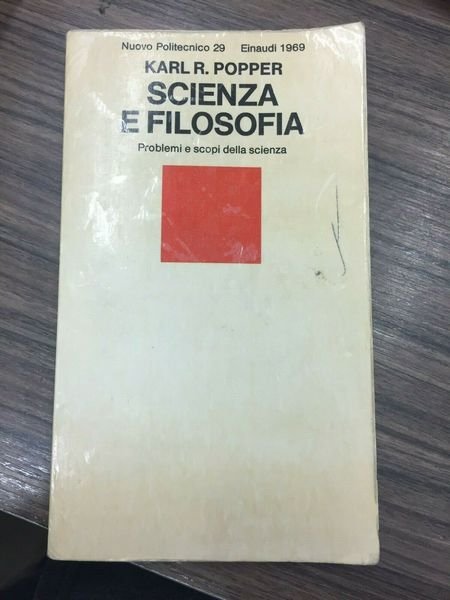 Nuovo Politecnico 29 Einaudi 1969
KARL R. POPPER
SCIENZA
E FILOSOFIA
Problemi e scopi della scienza